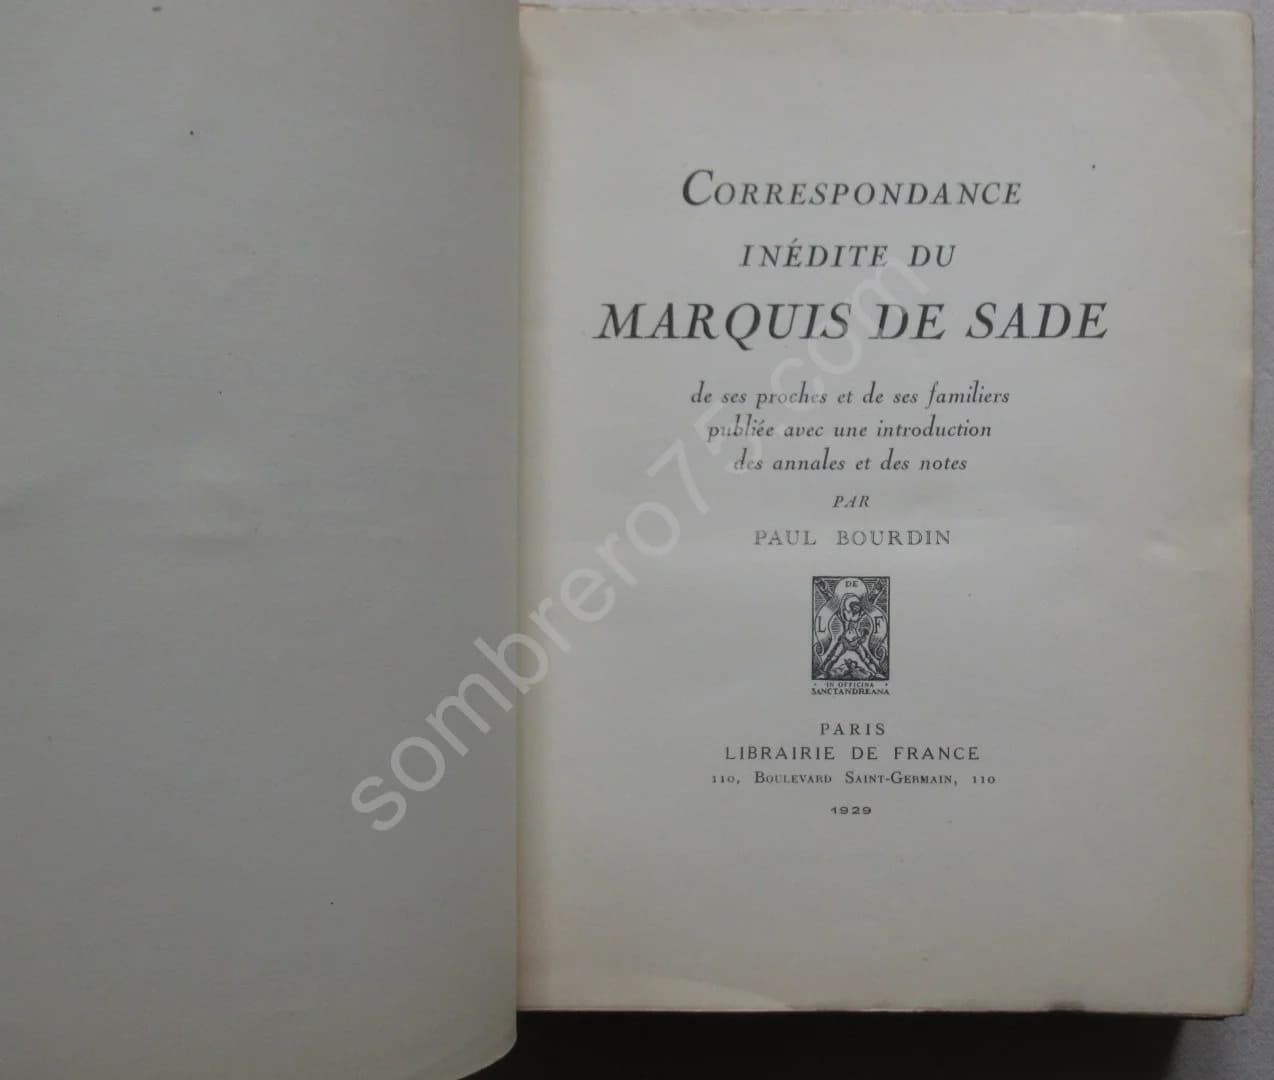 CORRESPONDANCE
INÉDITE DU
MARQUIS DE SADE
de ses proches et de ses familiers
publiée avec une introduction
des annales et des notes
PAR
PAUL BOURDIN
DE
L F
IN OFFICINA
SANCTANDREANA
PARIS
LIBRAIRIE DE FRANCE
110, BOULEVARD SAINT-GERMAIN, 110
1929
sombrero75.com